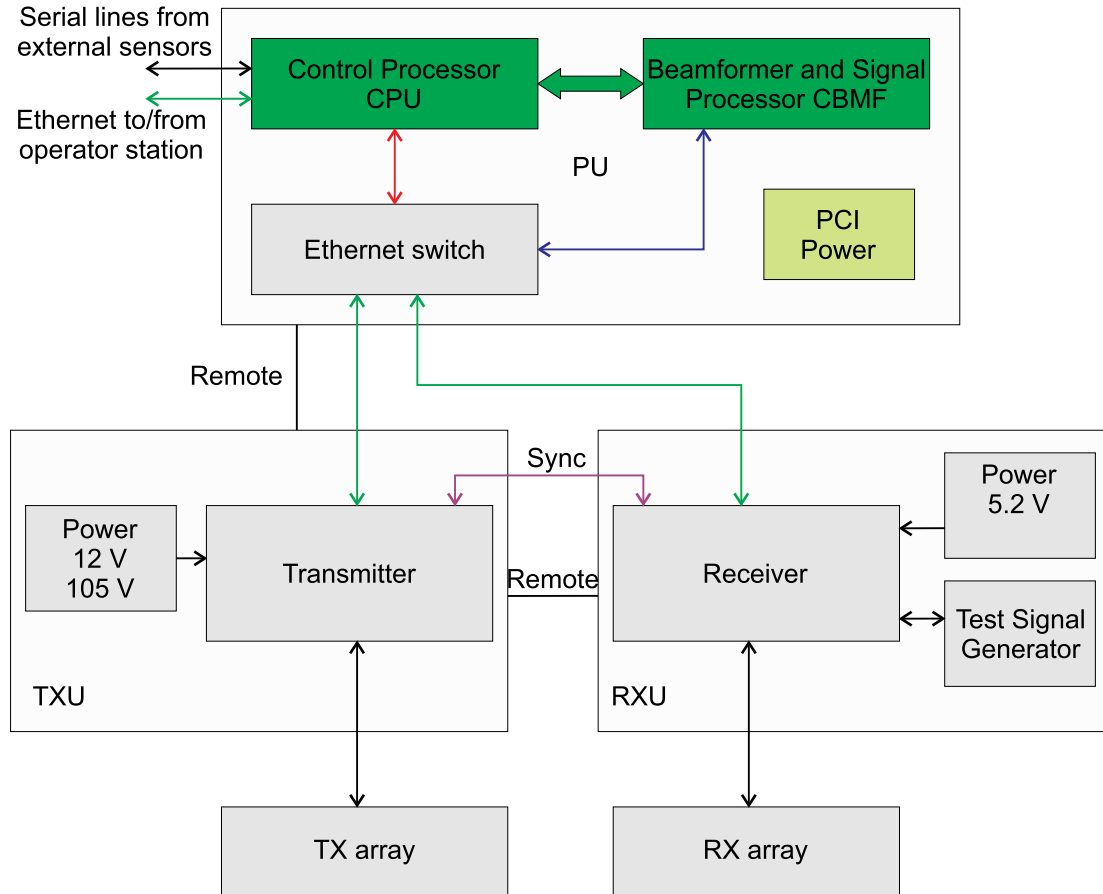 Serial lines from
external sensors
Ethernet to/from
operator station
Control Processor
CPU
Beamformer and Signal
Processor CBMF
PU
Ethernet switch
PCI
Power
Remote
Sync
Power
12 V
105 V
Transmitter
TXU
Remote
Receiver
Power
5.2 V
Test Signal
Generator
RXU
TX array
RX array